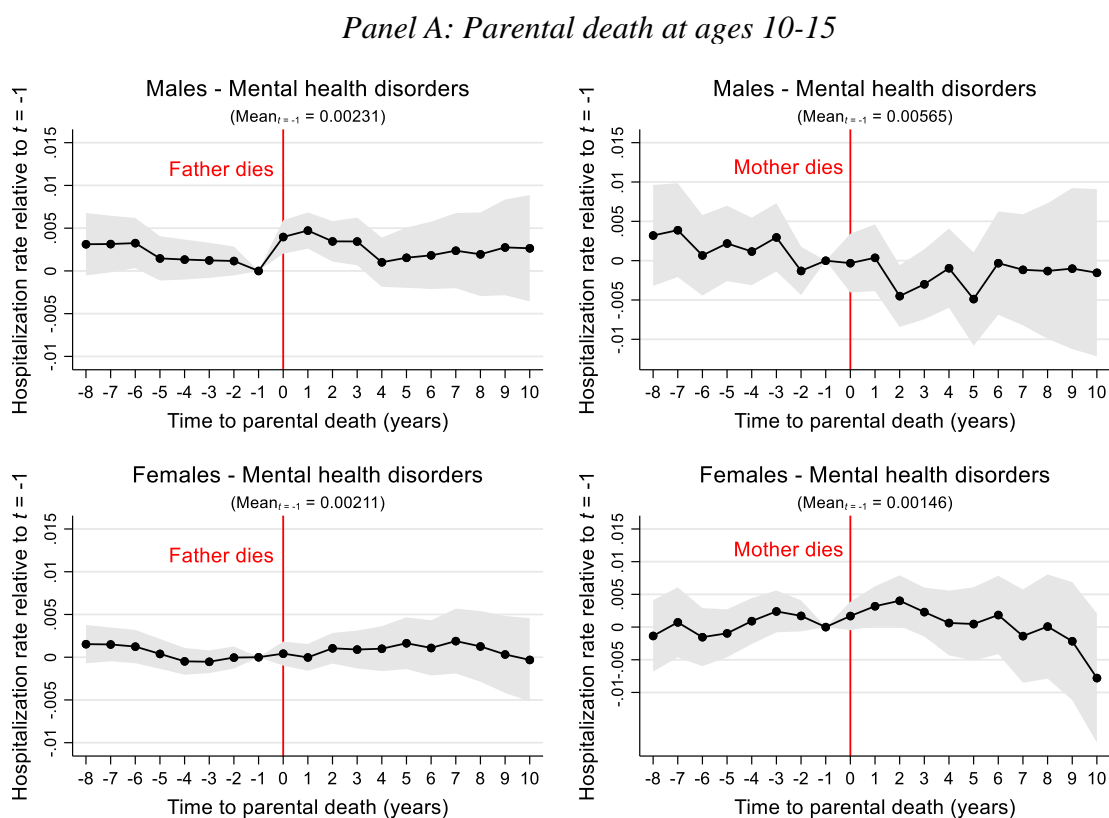 Panel A: Parental death at ages 10-15
Males - Mental health disorders
(Mean t = -1 = 0.00231)
Hospitalization rate relative to t = -1
.015
.01
.005
0
-.005
-.01
Father dies
-8 -7 -6 -5 -4 -3 -2 -1 0 1 2 3 4 5 6 7 8 9 10
Time to parental death (years)
Males - Mental health disorders
(Mean t = -1 = 0.00565)
Hospitalization rate relative to t = -1
.015
.01
.005
0
-.005
-.01
Mother dies
-8 -7 -6 -5 -4 -3 -2 -1 0 1 2 3 4 5 6 7 8 9 10
Time to parental death (years)
Females - Mental health disorders
(Mean t = -1 = 0.00211)
Hospitalization rate relative to t = -1
.015
.01
.005
0
-.005
-.01
Father dies
-8 -7 -6 -5 -4 -3 -2 -1 0 1 2 3 4 5 6 7 8 9 10
Time to parental death (years)
Females - Mental health disorders
(Mean t = -1 = 0.00146)
Hospitalization rate relative to t = -1
.015
.01
.005
0
-.005
-.01
Mother dies
-8 -7 -6 -5 -4 -3 -2 -1 0 1 2 3 4 5 6 7 8 9 10
Time to parental death (years)